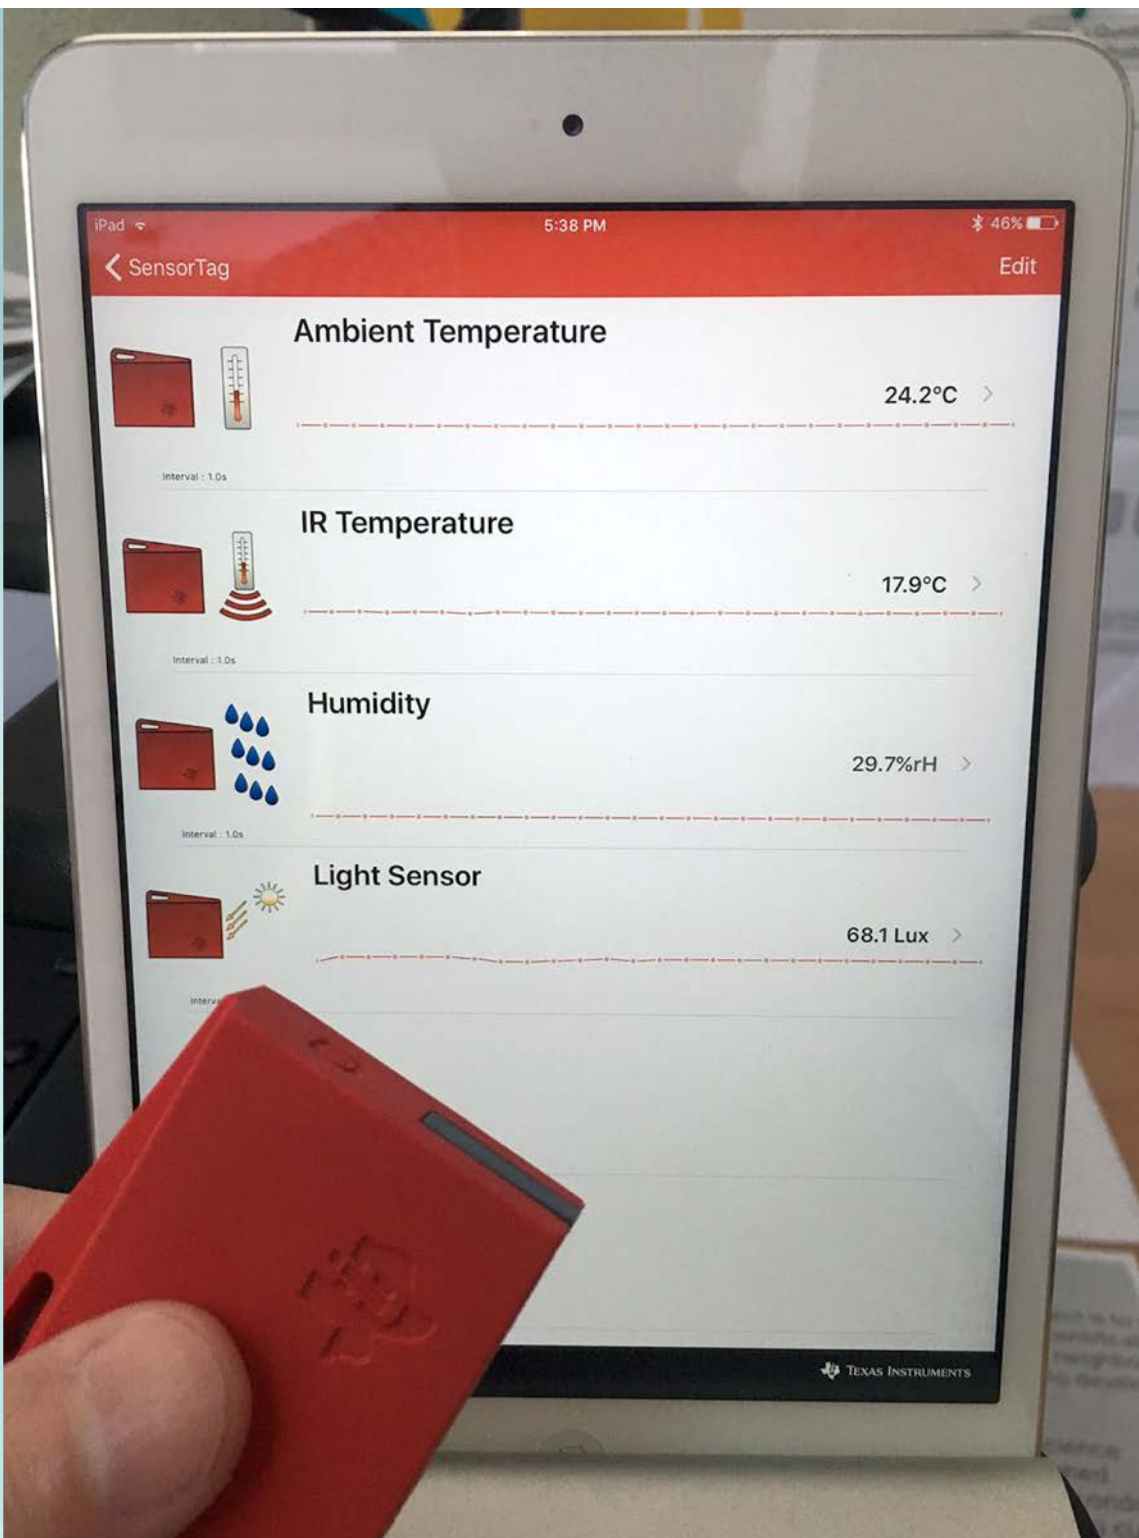 iPad 5:38 PM 46%
SensorTag Edit
Ambient Temperature
24.2°C
Interval : 1.0s
IR Temperature
17.9°C
Interval : 1.0s
Humidity
29.7%rH
Interval : 1.0s
Light Sensor
68.1 Lux
TEXAS INSTRUMENTS